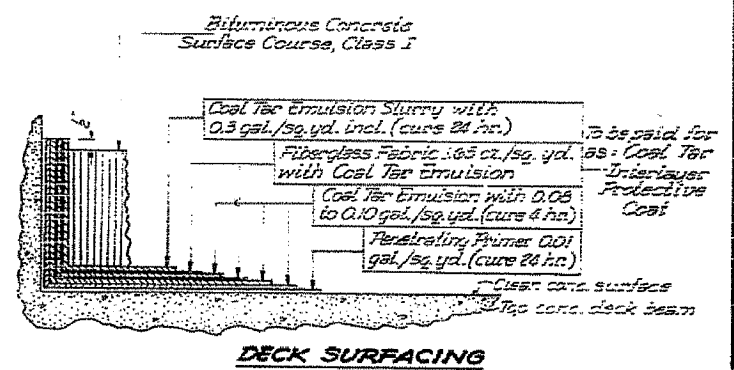 Bituminous Concrete
Surface Course, Class I
Coal Tar Emulsion Slurry with
0.3 gal./sq.yd. incl. (cure 24 hr.)
Fiberglass Fabric 1.65 oz./sq. yd.
with Coal Tar Emulsion
Coal Tar Emulsion with 0.08
to 0.10 gal./sq.yd. (cure 4 hr.)
Penetrating Primer 0.01
gal./sq.yd. (cure 24 hr.)
To be paid for
as: Coal Tar
Interlayer
Protective
Coat
Clean conc. surface
Top conc. deck beam
DECK SURFACING